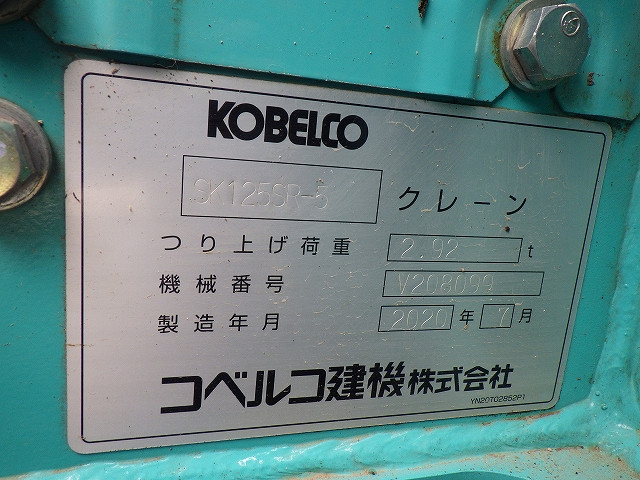 KOBELCO
SK125SR-5 クレーン
つり上げ荷重 2.92 t
機械番号 YV208099
製造年月 2020 年 7 月
コベルコ建機株式会社
YN20T02852P1